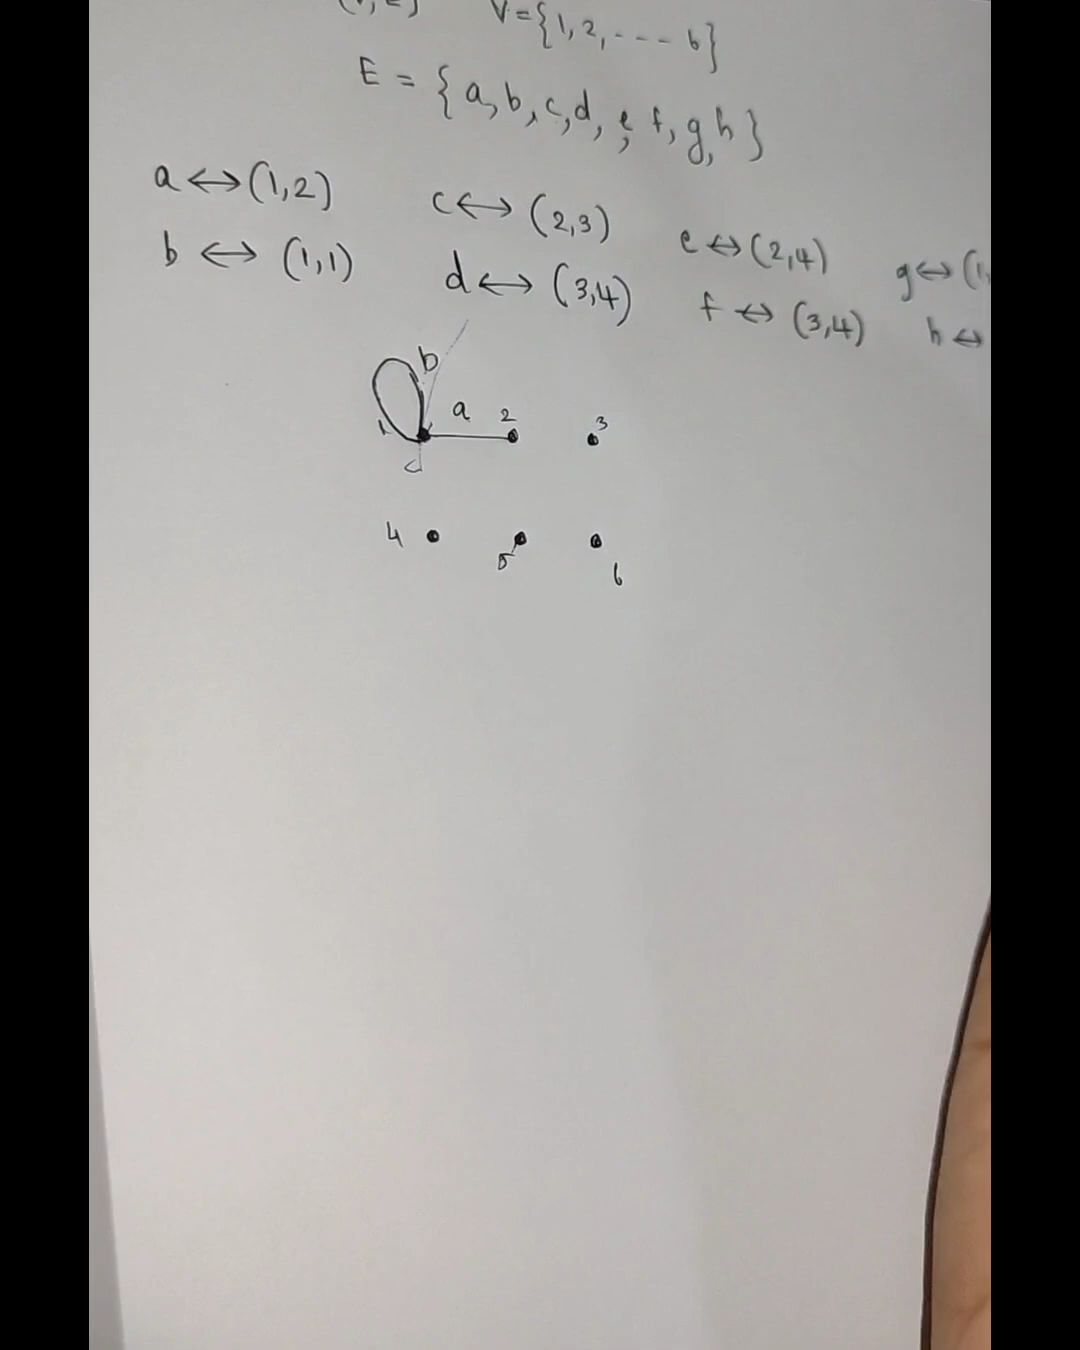 V={1,2,---- 6}
E = {a,b,c,d,e,f,g,h}
a↔(1,2) c↔(2,3) e↔(2,4) g↔(1,
b↔(1,1) d↔(3,4) f↔(3,4) h↔
b
a 2 3
1
4 5 6